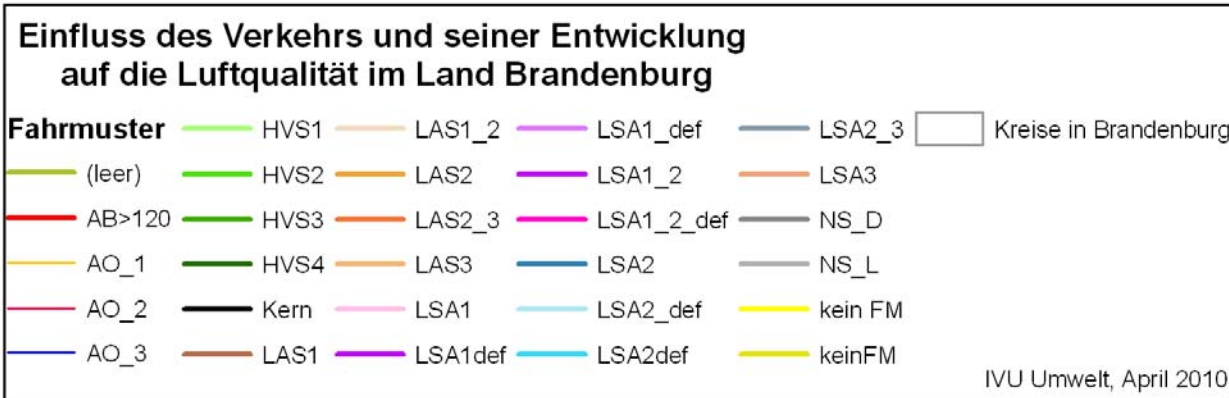 Einfluss des Verkehrs und seiner Entwicklung
auf die Luftqualität im Land Brandenburg
Fahrmuster
(leer)
AB>120
AO_1
AO_2
AO_3
HVS1
HVS2
HVS3
HVS4
Kern
LAS1
LAS1_2
LAS2
LAS2_3
LAS3
LSA1
LSA1def
LSA1_def
LSA1_2
LSA1_2_def
LSA2
LSA2_def
LSA2def
LSA2_3
LSA3
NS_D
NS_L
kein FM
keinFM
Kreise in Brandenburg
IVU Umwelt, April 2010